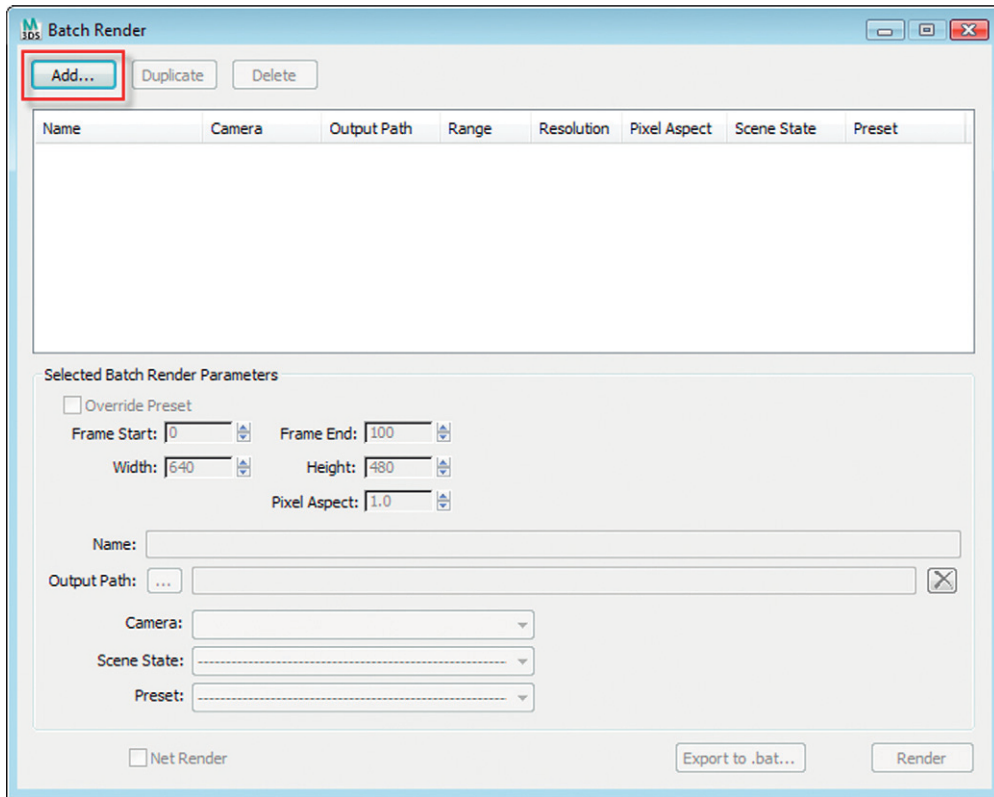 M
3DS Batch Render
Add... Duplicate Delete
Name Camera Output Path Range Resolution Pixel Aspect Scene State Preset
Selected Batch Render Parameters
Override Preset
Frame Start: 0 Frame End: 100
Width: 640 Height: 480
Pixel Aspect: 1.0
Name:
Output Path: ...
Camera:
Scene State: --------------------------------------------------
Preset: --------------------------------------------------
Net Render Export to .bat... Render